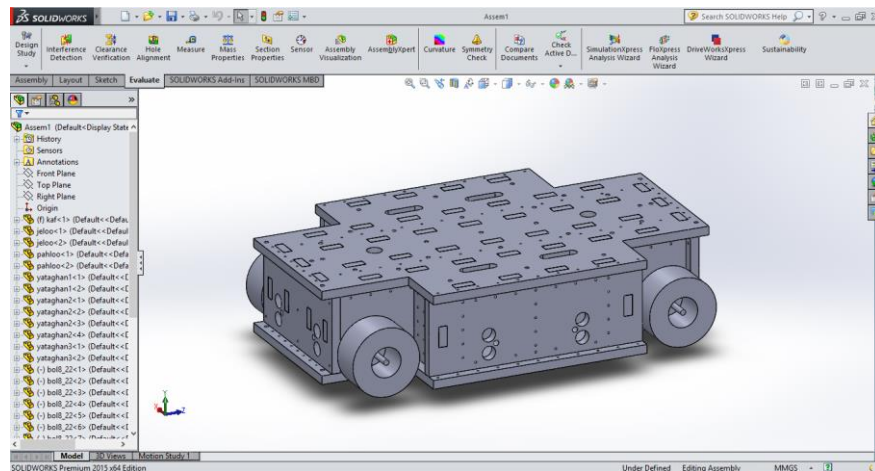 SOLIDWORKS
Assem1
Search SOLIDWORKS Help
Design Study
Interference Detection
Clearance Verification
Hole Alignment
Measure
Mass Properties
Section Properties
Sensor
Assembly Visualization
AssemblyXpert
Curvature
Symmetry Check
Compare Documents
Check Active D...
SimulationXpress Analysis Wizard
FloXpress Analysis Wizard
DriveWorksXpress Wizard
Sustainability
Assembly Layout Sketch Evaluate SOLIDWORKS Add-Ins SOLIDWORKS MBD
Assem1 (Default<Display State
History
Sensors
Annotations
Front Plane
Top Plane
Right Plane
Origin
(f) kaf<1> (Default<<Defau
jeloo<1> (Default<<Default
jeloo<2> (Default<<Default
pahloo<1> (Default<<Defa
pahloo<2> (Default<<Defa
yataghan1<1> (Default<<D
yataghan1<2> (Default<<D
yataghan2<1> (Default<<D
yataghan2<2> (Default<<D
yataghan2<3> (Default<<D
yataghan2<4> (Default<<D
yataghan3<1> (Default<<D
yataghan3<2> (Default<<D
(-) bol8_22<1> (Default<<D
(-) bol8_22<2> (Default<<D
(-) bol8_22<3> (Default<<D
(-) bol8_22<4> (Default<<D
(-) bol8_22<5> (Default<<D
(-) bol8_22<6> (Default<<D
Model 3D Views Motion Study 1
SOLIDWORKS Premium 2015 x64 Edition
Under Defined Editing Assembly MMGS